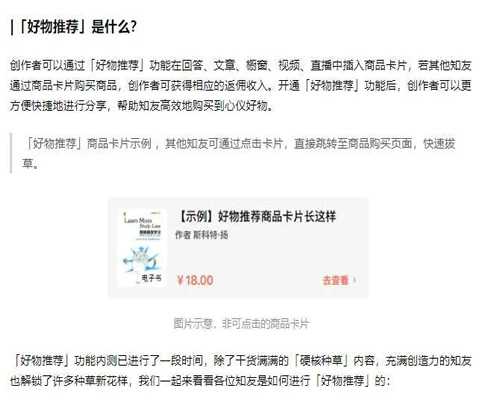 |「好物推荐」是什么?
创作者可以通过「好物推荐」功能在回答、文章、橱窗、视频、直播中插入商品卡片，若其他知友
通过商品卡片购买商品，创作者可获得相应的返佣收入。开通「好物推荐」功能后，创作者可以更
方便快捷地进行分享，帮助知友高效地购买到心仪好物。
「好物推荐」商品卡片示例 ，其他知友可通过点击卡片，直接跳转至商品购买页面，快速拔
草。
Learn More
Study Less
电子书
【示例】好物推荐商品卡片长这样
作者 斯科特·扬
￥18.00
去查看 ›
图片示意，非可点击的商品卡片
「好物推荐」功能内测已进行了一段时间，除了干货满满的「硬核种草」内容，充满创造力的知友
也解锁了许多种草新花样，我们一起来看看各位知友是如何进行「好物推荐」的：